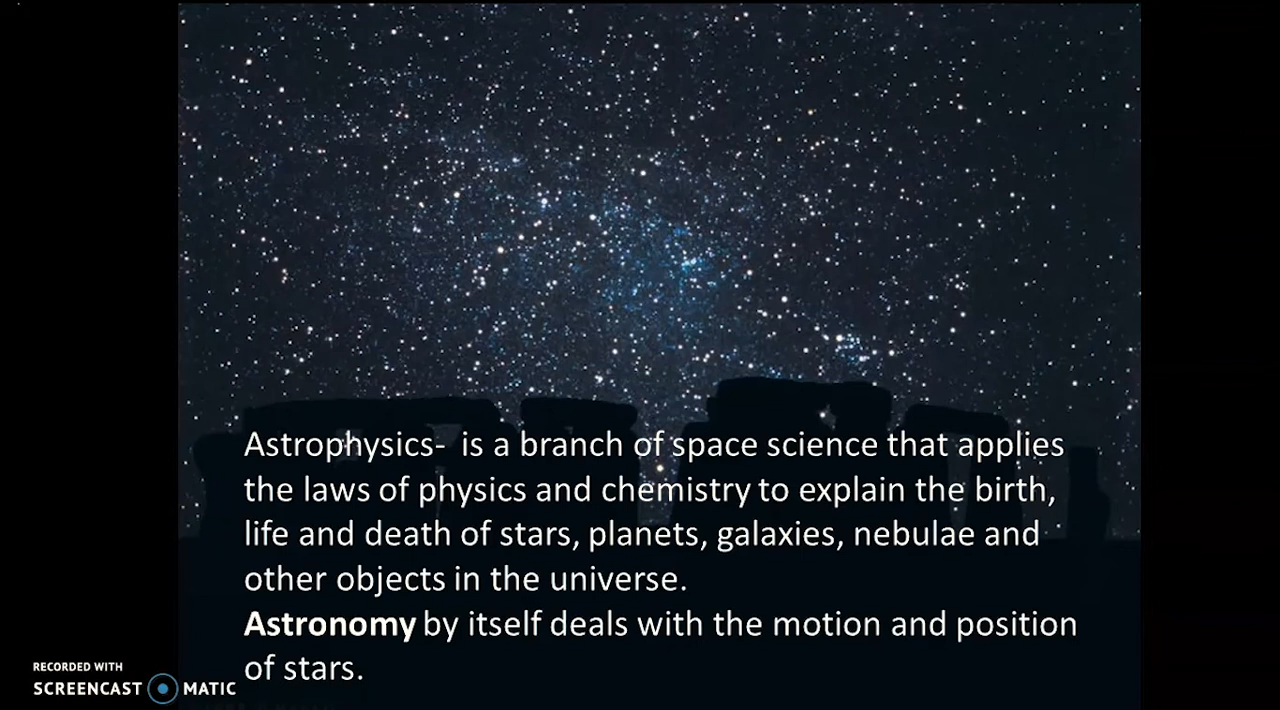 Astrophysics- is a branch of space science that applies
the laws of physics and chemistry to explain the birth,
life and death of stars, planets, galaxies, nebulae and
other objects in the universe.
Astronomy by itself deals with the motion and position
of stars.
RECORDED WITH
SCREENCAST MATIC